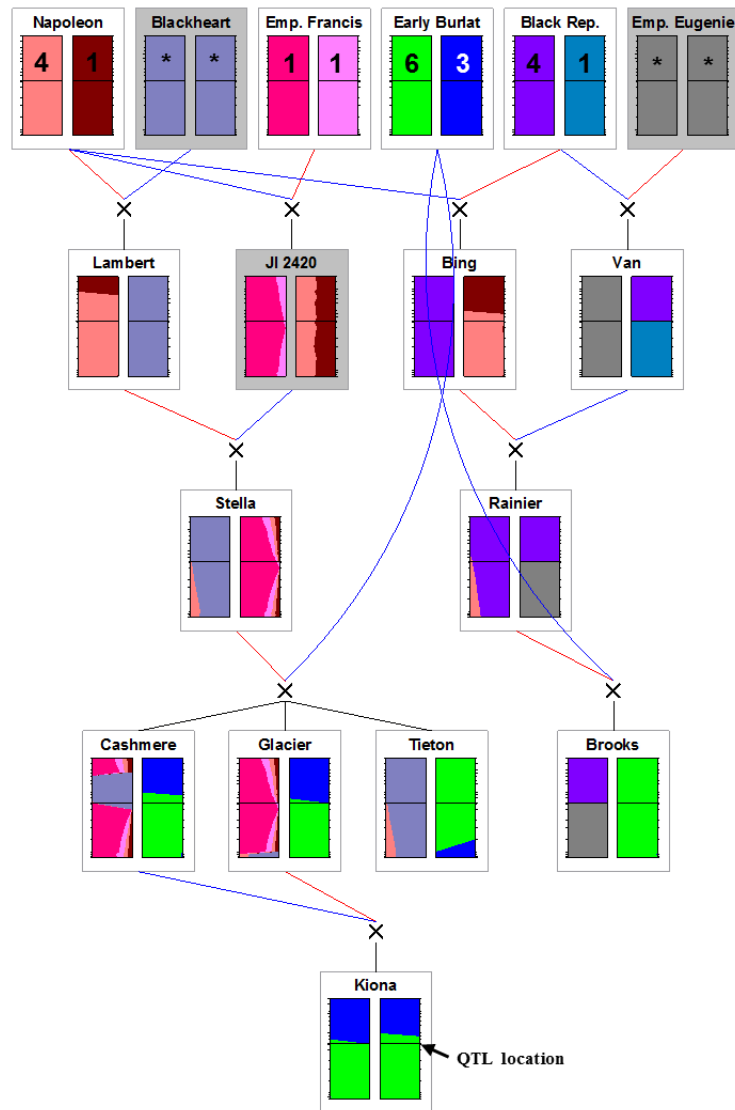 Napoleon Blackheart Emp. Francis Early Burlat Black Rep. Emp. Eugenie
4 1 * * 1 1 6 3 4 1 * *
Lambert JI 2420 Bing Van
Stella Rainier
Cashmere Glacier Tieton Brooks
Kiona
QTL location